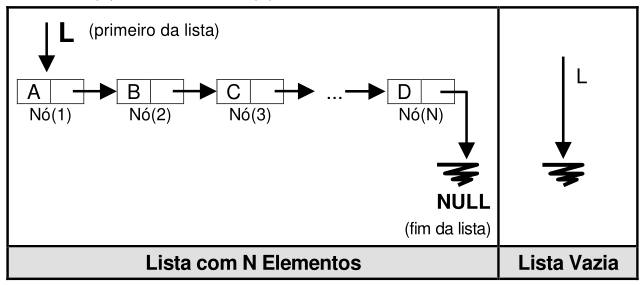 L (primeiro da lista)
A B C ... D
Nó(1) Nó(2) Nó(3) Nó(N)
NULL
(fim da lista)
L
Lista com N Elementos
Lista Vazia